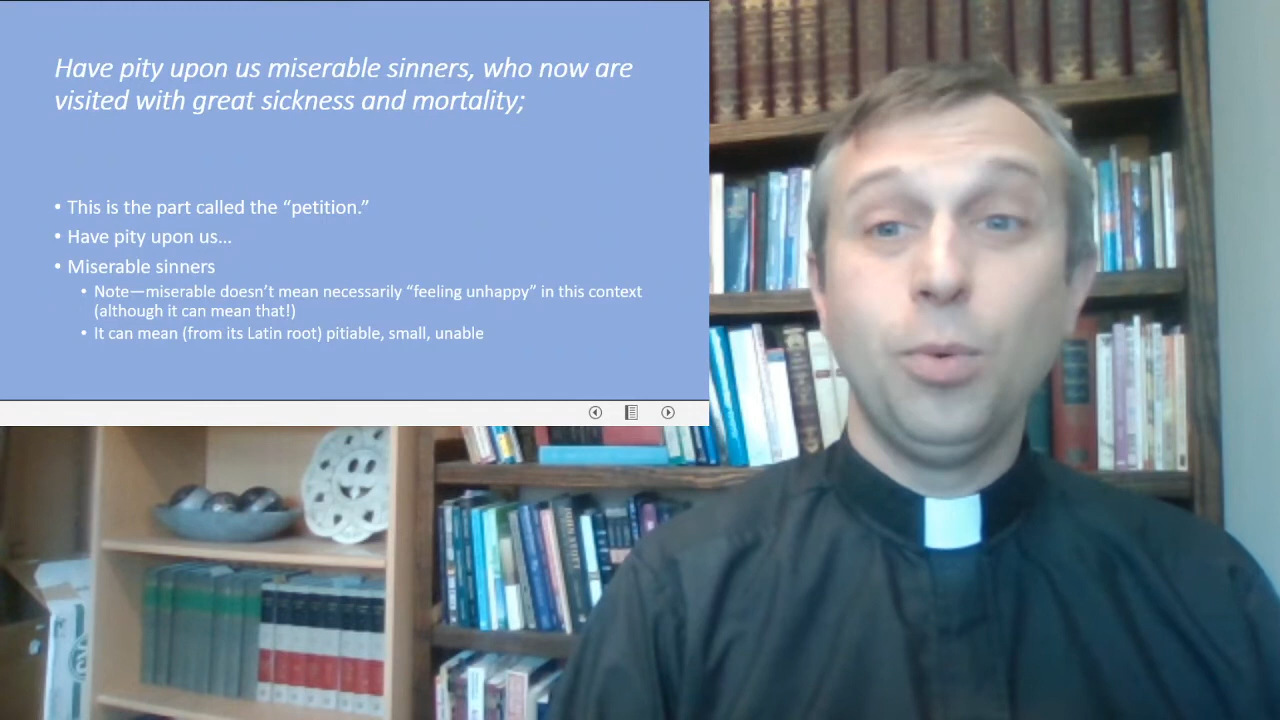 Have pity upon us miserable sinners, who now are
visited with great sickness and mortality;
• This is the part called the “petition.”
• Have pity upon us...
• Miserable sinners
• Note—miserable doesn’t mean necessarily “feeling unhappy” in this context
(although it can mean that!)
• It can mean (from its Latin root) pitiable, small, unable